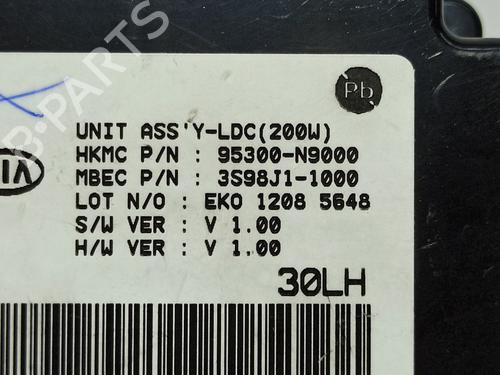 Pb
UNIT ASS'Y-LDC(200W)
HKMC P/N : 95300-N9000
MBEC P/N : 3S98J1-1000
LOT N/O : EKO 1208 5648
S/W VER : V 1.00
H/W VER : V 1.00
30LH
B-PARTS